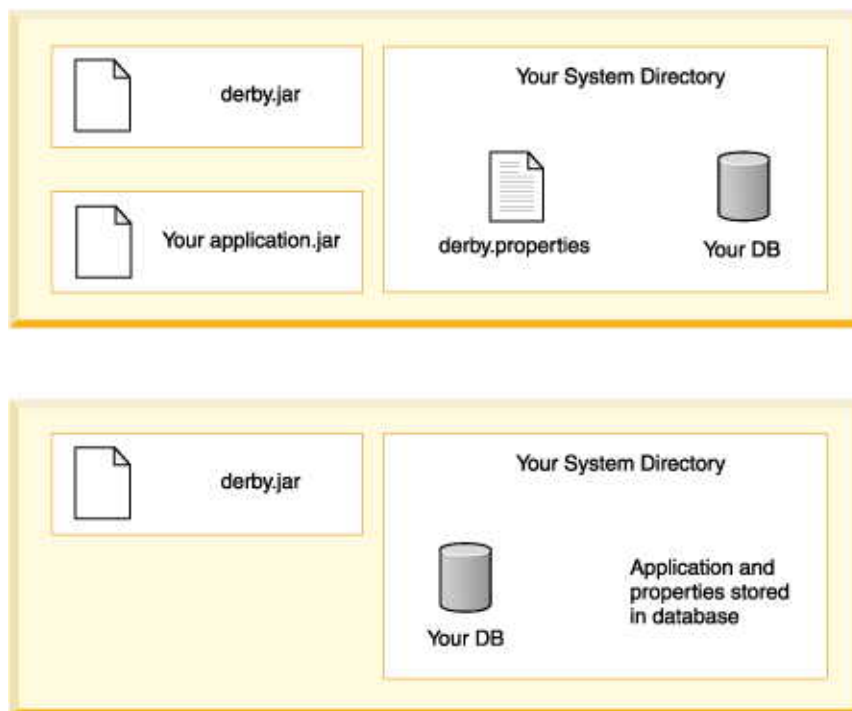 derby.jar
Your System Directory
Your application.jar
derby.properties
Your DB
derby.jar
Your System Directory
Your DB
Application and
properties stored
in database